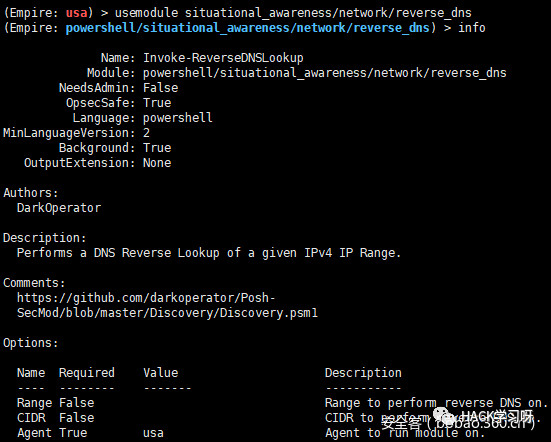 (Empire: usa) > usemodule situational_awareness/network/reverse_dns
(Empire: powershell/situational_awareness/network/reverse_dns) > info
Name: Invoke-ReverseDNSLookup
Module: powershell/situational_awareness/network/reverse_dns
NeedsAdmin: False
OpsecSafe: True
Language: powershell
MinLanguageVersion: 2
Background: True
OutputExtension: None
Authors:
DarkOperator
Description:
Performs a DNS Reverse Lookup of a given IPv4 IP Range.
Comments:
https://github.com/darkoperator/Posh-
SecMod/blob/master/Discovery/Discovery.psm1
Options:
Name Required Value Description
---- -------- ------- -----------
Range False Range to perform reverse DNS on.
CIDR False CIDR to perform
HACK学习呀
Agent True usa Agent to run module on.
安全客